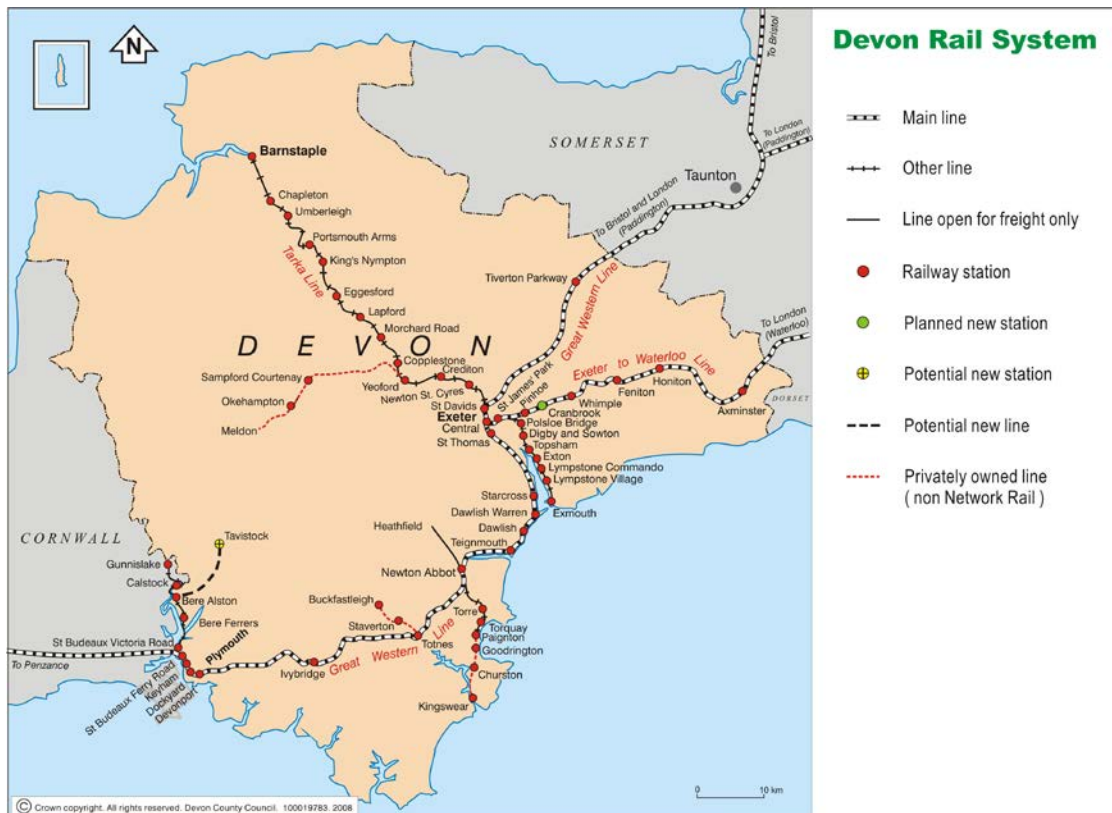 N
Devon Rail System
Main line
Other line
Line open for freight only
Railway station
Planned new station
Potential new station
Potential new line
Privately owned line
( non Network Rail )
To Bristol
To London
(Paddington)
SOMERSET
Taunton
To Bristol and London
(Paddington)
Barnstaple
Chapleton
Umberleigh
Portsmouth Arms
King's Nympton
Tarka Line
Eggesford
Lapford
Morchard Road
Tiverton Parkway
Great Western Line
To London
(Waterloo)
DEVON
Copplestone
Sampford Courtenay
Yeoford
Crediton
Newton St. Cyres
Okehampton
Meldon
St Davids
Exeter
Central
St Thomas
St James' Park
Pinhoe
Exeter to Waterloo Line
Cranbrook
Whimple
Feniton
Honiton
Axminster
DORSET
Polsloe Bridge
Digby and Sowton
Topsham
Exton
Lympstone Commando
Lympstone Village
Exmouth
Starcross
Dawlish Warren
Dawlish
Teignmouth
Heathfield
Newton Abbot
CORNWALL
Tavistock
Gunnislake
Calstock
Bere Alston
Bere Ferrers
Buckfastleigh
Staverton
Totnes
Torre
Torquay
Paignton
Goodrington
Churston
Kingswear
St Budeaux Victoria Road
Plymouth
To Penzance
Ivybridge
Great Western Line
St Budeaux Ferry Road
Keyham
Dockyard
Devonport
© Crown copyright. All rights reserved. Devon County Council. 100019783. 2008
0 10 km